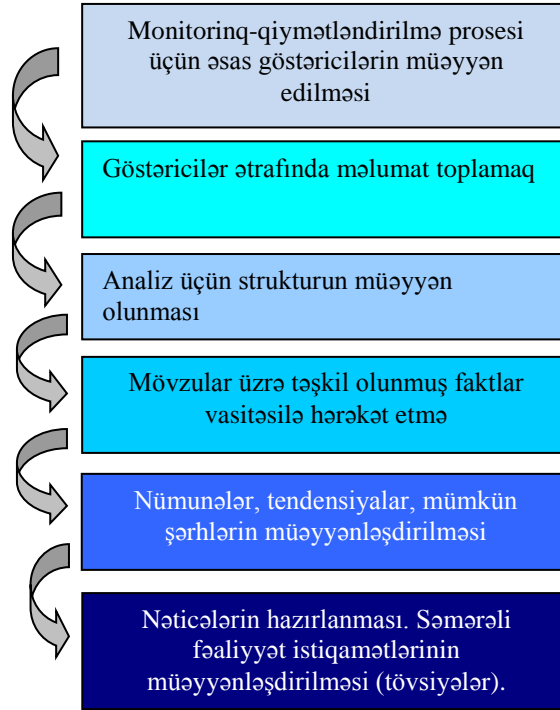 Monitorinq-qiymətləndirilmə prosesi
üçün əsas göstəricilərin müəyyən
edilməsi
Göstəricilər ətrafında məlumat toplamaq
Analiz üçün strukturun müəyyən
olunması
Mövzular üzrə təşkil olunmuş faktlar
vasitəsilə hərəkət etmə
Nümunələr, tendensiyalar, mümkün
şərhlərin müəyyənləşdirilməsi
Nəticələrin hazırlanması. Səmərəli
fəaliyyət istiqamətlərinin
müəyyənləşdirilməsi (tövsiyələr).